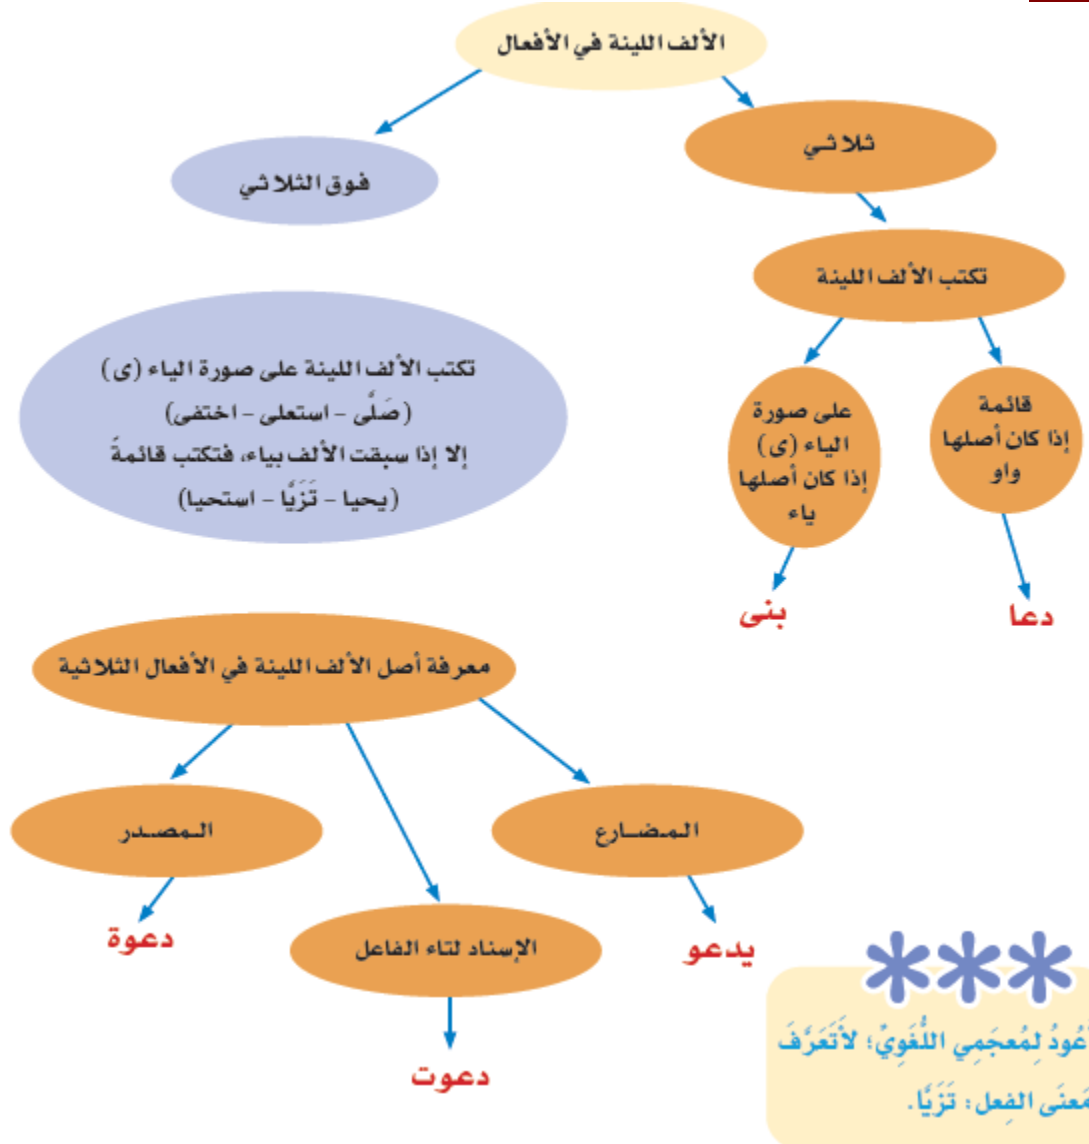 الألف اللينة في الأفعال
ثلاثي
فوق الثلاثي
تكتب الألف اللينة
قائمة
إذا كان أصلها
واو
على صورة
الياء (ى)
إذا كان أصلها
ياء
دعا
بنى
تكتب الألف اللينة على صورة الياء (ى)
(صَلَّى - استعلى - اختفى)
إلا إذا سبقت الألف بياء، فتكتب قائمةً
(يحيا - تَزَيَّا - استحيا)
معرفة أصل الألف اللينة في الأفعال الثلاثية
المضارع
الإسناد لتاء الفاعل
المصدر
يدعو
دعوت
دعوة
عُودُ لِمُعجَمِي اللُّغَوِيِّ؛ لأَتَعَرَّفَ
مَعنَى الفِعل: تَزَيَّا.